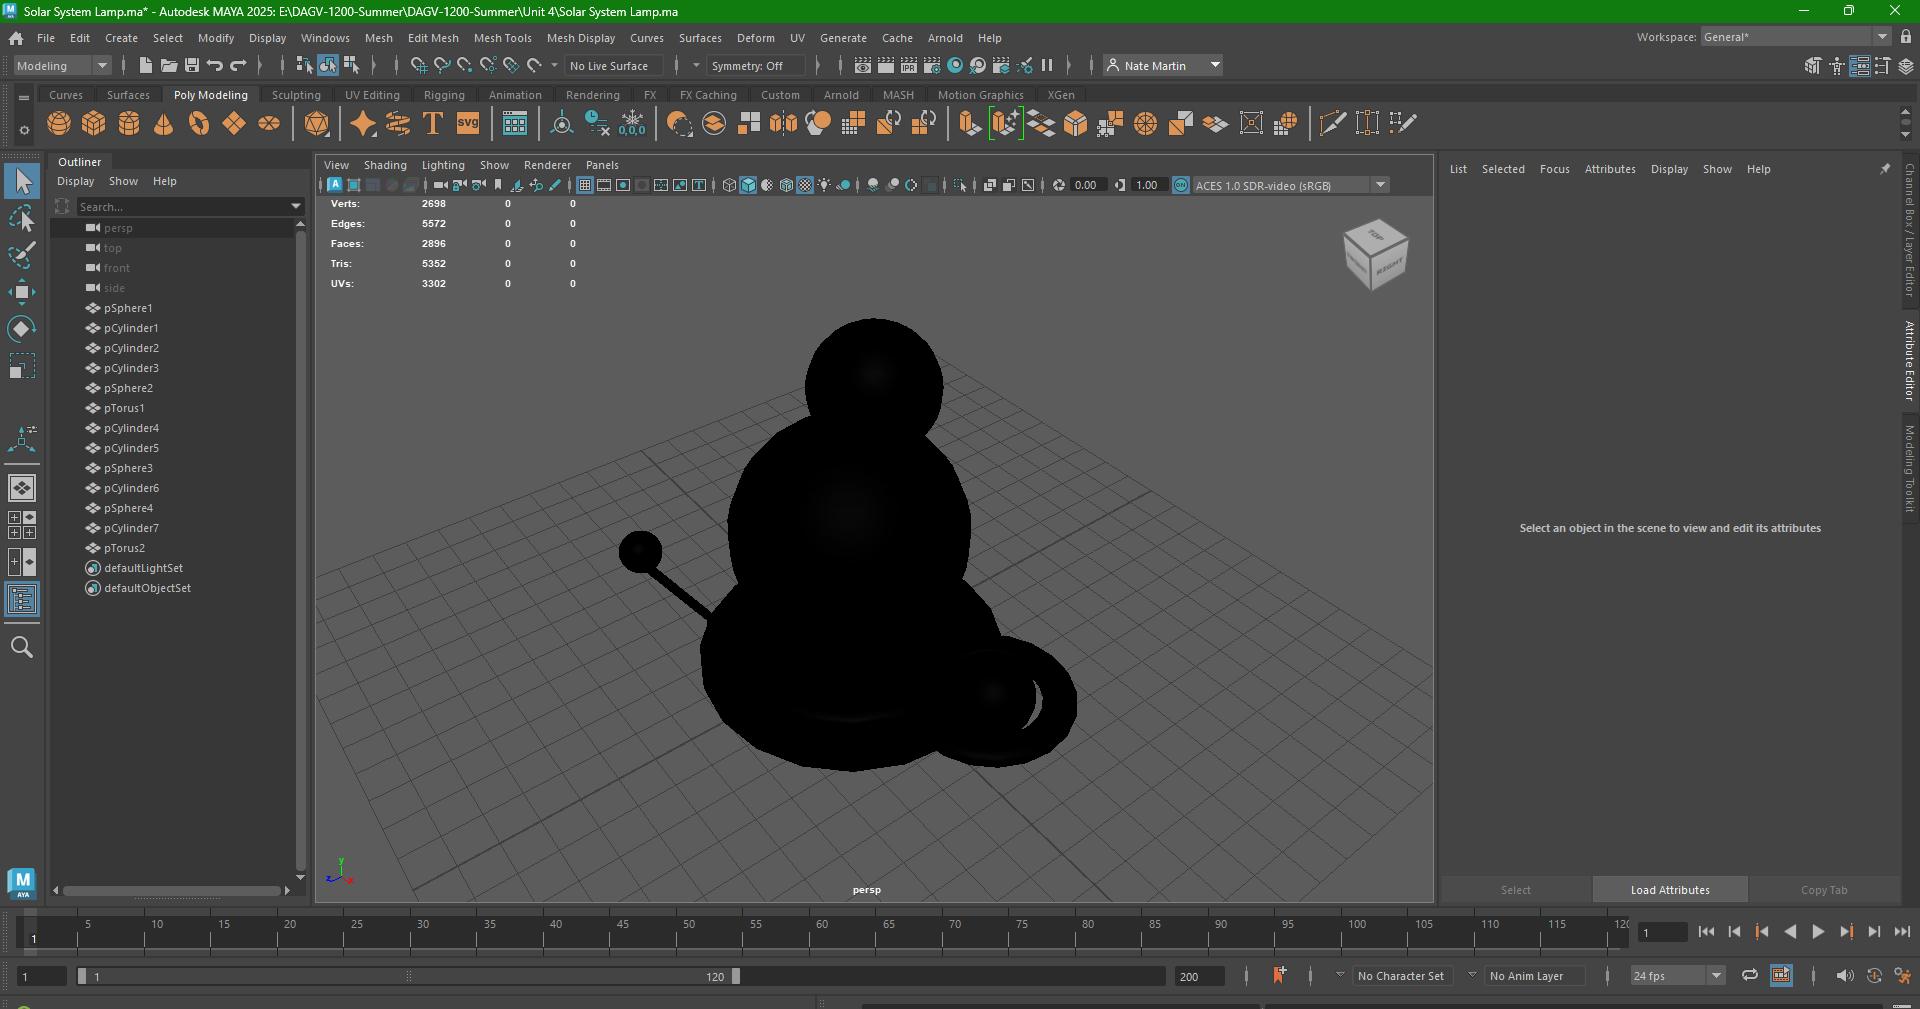 Solar System Lamp.ma* - Autodesk MAYA 2025: E:\DAGV-1200-Summer\DAGV-1200-Summer\Unit 4\Solar System Lamp.ma
File Edit Create Select Modify Display Windows Mesh Edit Mesh Mesh Tools Mesh Display Curves Surfaces Deform UV Generate Cache Arnold Help
Workspace: General*
Modeling
No Live Surface
Symmetry: Off
IPR
Nate Martin
Curves Surfaces Poly Modeling Sculpting UV Editing Rigging Animation Rendering FX FX Caching Custom Arnold MASH Motion Graphics XGen
T
SVG
0,0,0
Outliner
Display Show Help
Search...
persp
top
front
side
pSphere1
pCylinder1
pCylinder2
pCylinder3
pSphere2
pTorus1
pCylinder4
pCylinder5
pSphere3
pCylinder6
pSphere4
pCylinder7
pTorus2
defaultLightSet
defaultObjectSet
View Shading Lighting Show Renderer Panels
0.00
1.00
ON
ACES 1.0 SDR-video (sRGB)
Verts: 2698 0 0
Edges: 5572 0 0
Faces: 2896 0 0
Tris: 5352 0 0
UVs: 3302 0 0
TOP
RIGHT
y
z
x
persp
List Selected Focus Attributes Display Show Help
Select an object in the scene to view and edit its attributes
Select
Load Attributes
Copy Tab
Channel Box / Layer Editor
Attribute Editor
Modeling Toolkit
M
AYA
1
5 10 15 20 25 30 35 40 45 50 55 60 65 70 75 80 85 90 95 100 105 110 115 120
1
1
1
120
200
No Character Set
No Anim Layer
24 fps